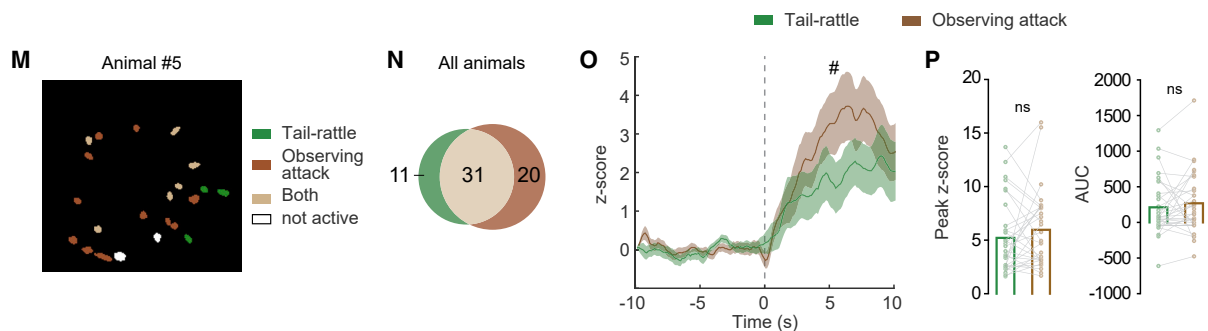 Tail-rattle
Observing attack
M
Animal #5
Tail-rattle
Observing
attack
Both
not active
N
All animals
11
31
20
O
#
5
4
3
2
1
0
z-score
-10
-5
0
5
10
Time (s)
P
20
15
10
5
0
Peak z-score
ns
2000
1500
1000
500
0
-500
-1000
AUC
ns